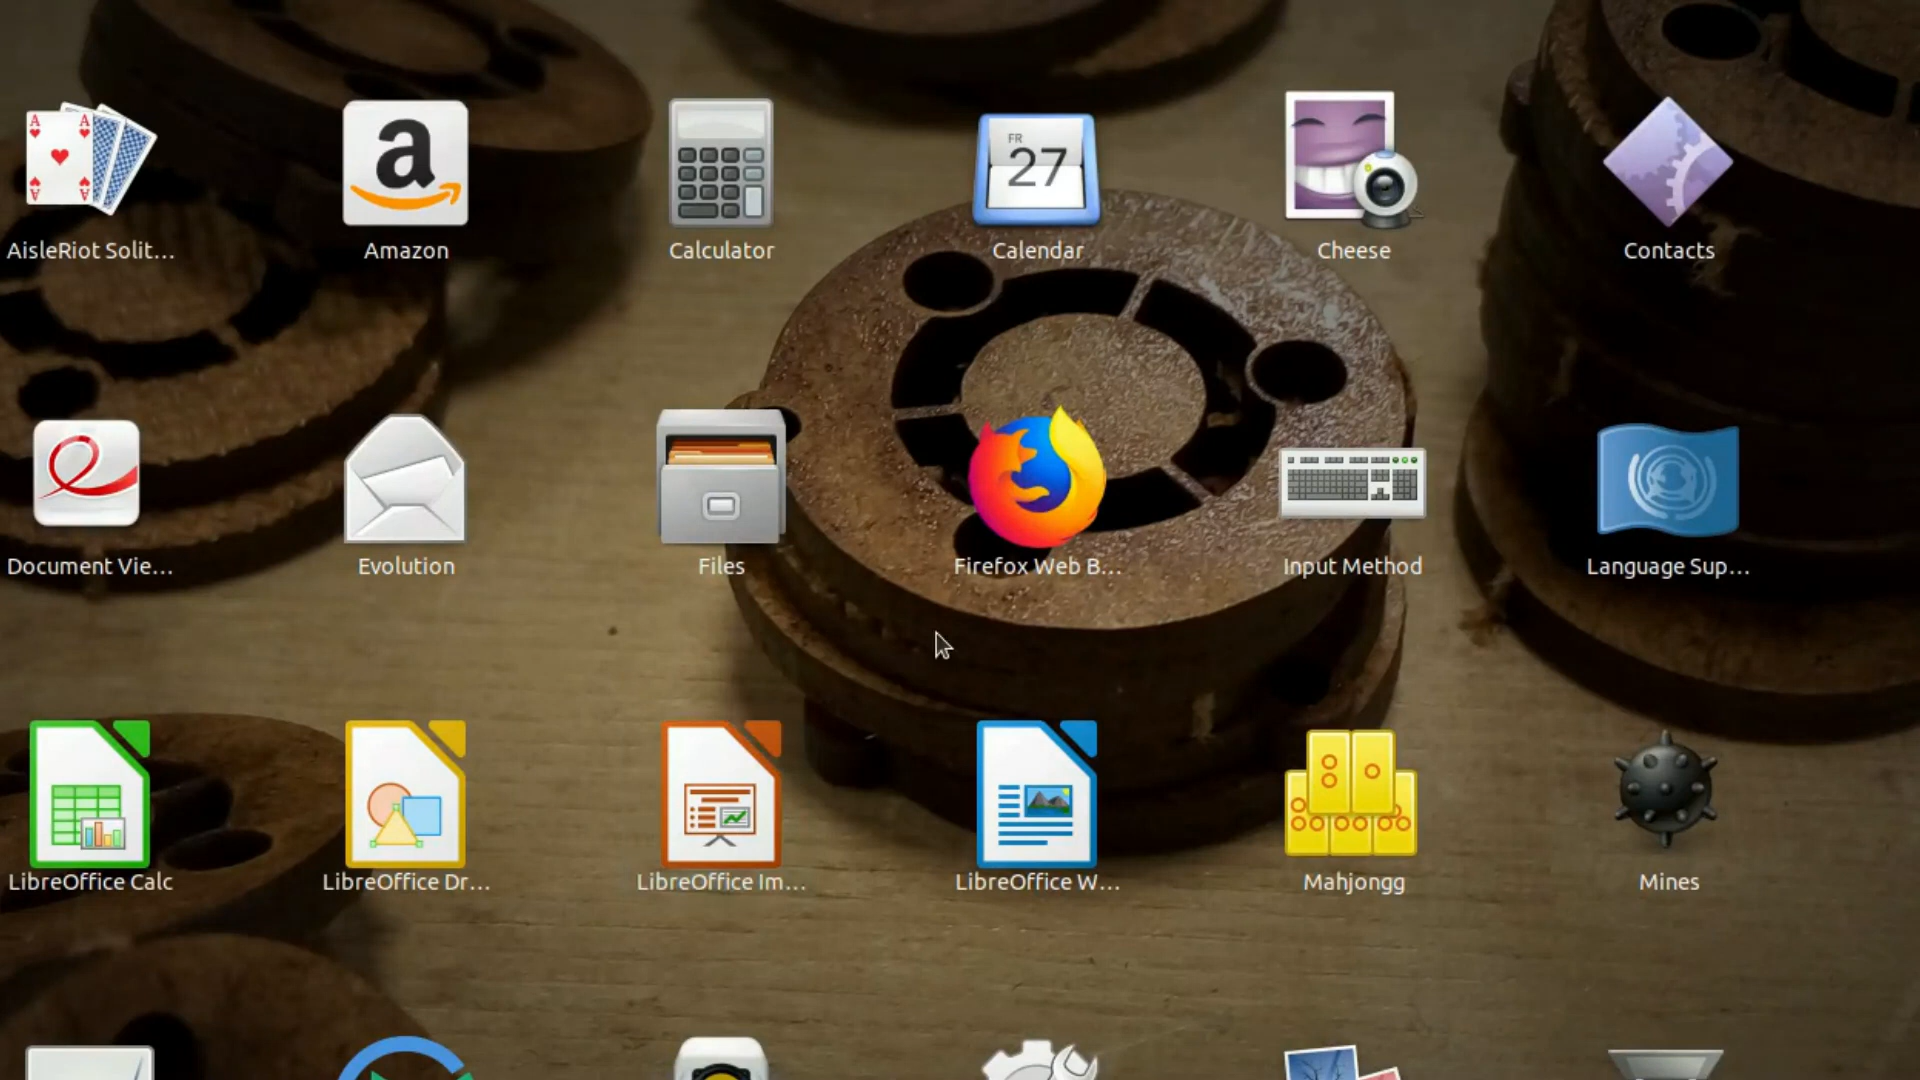 A A
A A
a
FR
27
AisleRiot Solit...
Amazon
Calculator
Calendar
Cheese
Contacts
Document Vie...
Evolution
Files
Firefox Web B...
Input Method
Language Sup...
LibreOffice Calc
LibreOffice Dr...
LibreOffice Im...
LibreOffice W...
Mahjongg
Mines